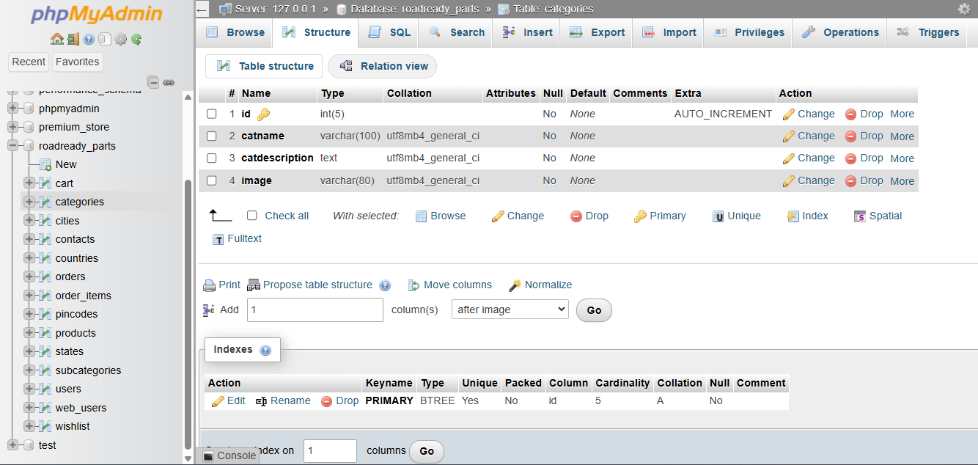 phpMyAdmin
Recent Favorites
performance_schema
phpmyadmin
premium_store
roadready_parts
New
cart
categories
cities
contacts
countries
orders
order_items
pincodes
products
states
subcategories
users
web_users
wishlist
test
Server: 127.0.0.1 » Database: roadready_parts » Table: categories
Browse Structure SQL Search Insert Export Import Privileges Operations Triggers
Table structure Relation view
# Name Type Collation Attributes Null Default Comments Extra Action
1 id int(5) No None AUTO_INCREMENT Change Drop More
2 catname varchar(100) utf8mb4_general_ci No None Change Drop More
3 catdescription text utf8mb4_general_ci No None Change Drop More
4 image varchar(80) utf8mb4_general_ci No None Change Drop More
Check all With selected: Browse Change Drop Primary Unique Index Spatial
Fulltext
Print Propose table structure Move columns Normalize
Add 1 column(s) after image Go
Indexes
Action Keyname Type Unique Packed Column Cardinality Collation Null Comment
Edit Rename Drop PRIMARY BTREE Yes No id 5 A No
index on 1 columns Go
Console